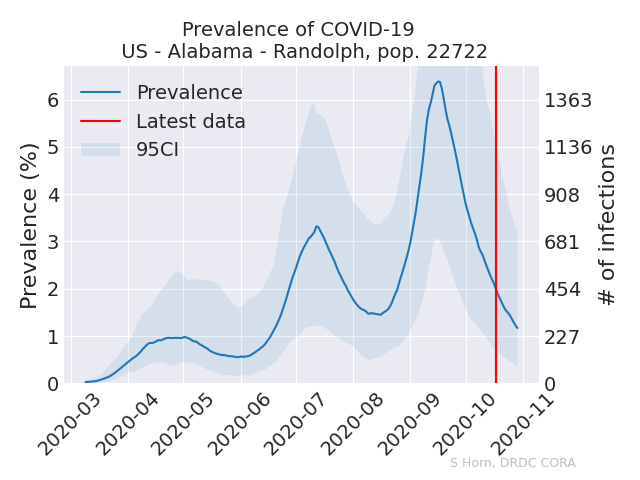 Prevalence of COVID-19
US - Alabama - Randolph, pop. 22722
Prevalence
Latest data
95CI
Prevalence (%)
6
5
4
3
2
1
0
1363
1136
908
681
454
227
0
# of infections
2020-03
2020-04
2020-05
2020-06
2020-07
2020-08
2020-09
2020-10
2020-11
S Horn, DRDC CORA